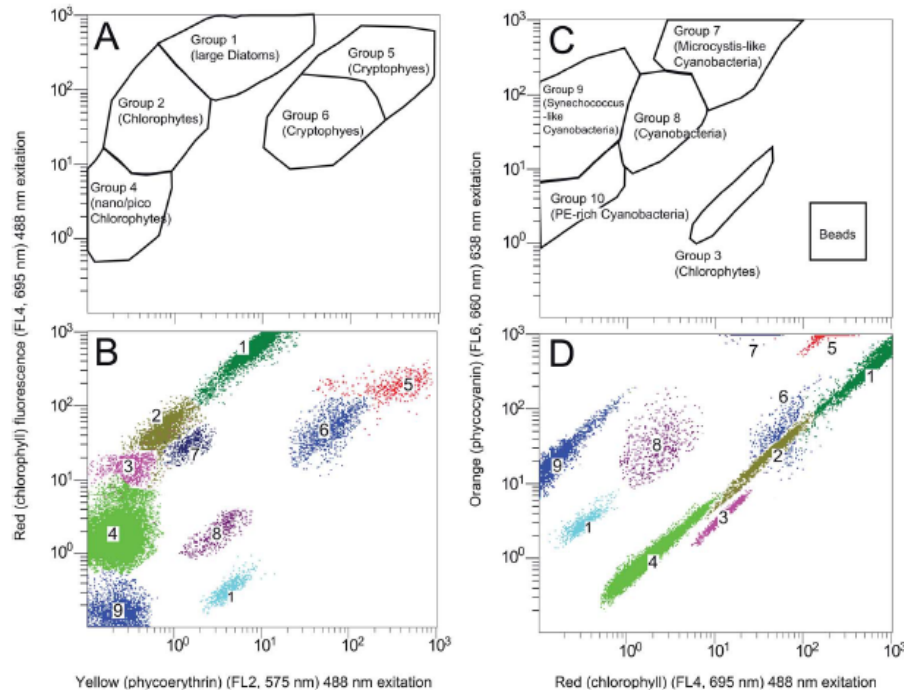 A
10³
10²
10¹
10⁰
Group 1
(large Diatoms)
Group 5
(Cryptophyes)
Group 2
(Chlorophytes)
Group 6
(Cryptophyes)
Group 4
(nano/pico
Chlorophytes)
Red (chlorophyll) fluorescence (FL4, 695 nm) 488 nm exitation
B
10³
10²
10¹
10⁰
1
2
3
4
5
6
7
8
9
1
10⁰
10¹
10²
10³
Yellow (phycoerythrin) (FL2, 575 nm) 488 nm exitation
C
10³
10²
10¹
10⁰
Group 7
(Microcystis-like
Cyanobacteria)
Group 9
(Synechococcus
-like
Cyanobacteria)
Group 8
(Cyanobacteria)
Group 10
(PE-rich Cyanobacteria)
Group 3
(Chlorophytes)
Beads
Orange (phycocyanin) (FL6, 660 nm) 638 nm exitation
D
10³
10²
10¹
10⁰
7
5
1
6
2
8
9
1
3
4
10⁰
10¹
10²
10³
Red (chlorophyll) (FL4, 695 nm) 488 nm exitation